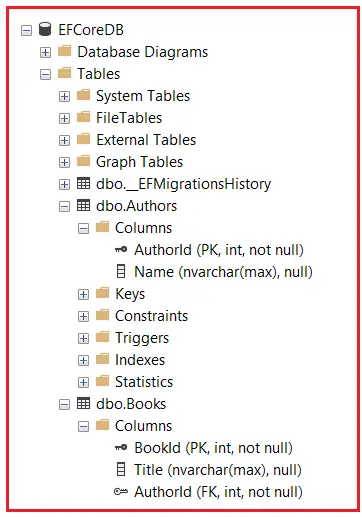 EFCoreDB
Database Diagrams
Tables
System Tables
FileTables
External Tables
Graph Tables
dbo.__EFMigrationsHistory
dbo.Authors
Columns
AuthorId (PK, int, not null)
Name (nvarchar(max), null)
Keys
Constraints
Triggers
Indexes
Statistics
dbo.Books
Columns
BookId (PK, int, not null)
Title (nvarchar(max), null)
AuthorId (FK, int, not null)